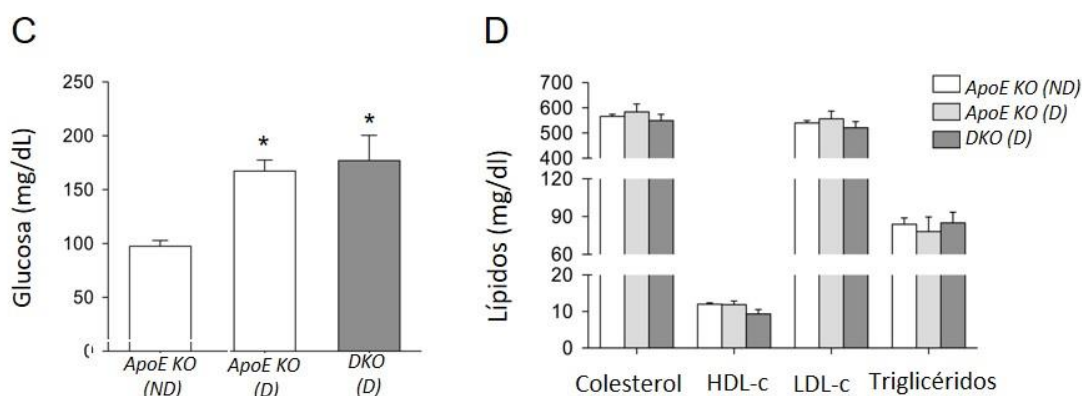 C
Glucosa (mg/dL)
250
200
150
100
50
0
*
*
ApoE KO
(ND)
ApoE KO
(D)
DKO
(D)
D
Lípidos (mg/dl)
700
600
500
400
120
90
60
20
10
0
ApoE KO (ND)
ApoE KO (D)
DKO (D)
Colesterol
HDL-c
LDL-c
Triglicéridos